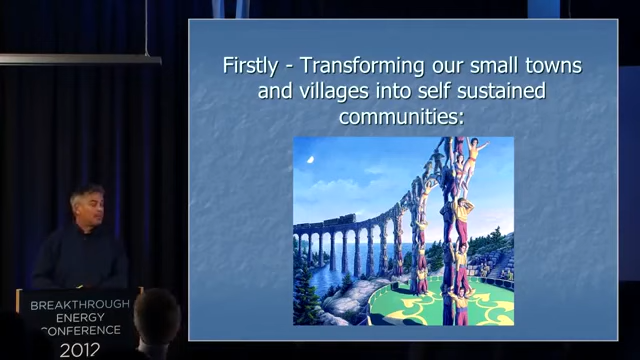 Firstly - Transforming our small towns
and villages into self sustained
communities:
BREAKTHROUGH
ENERGY
CONFERENCE
2012